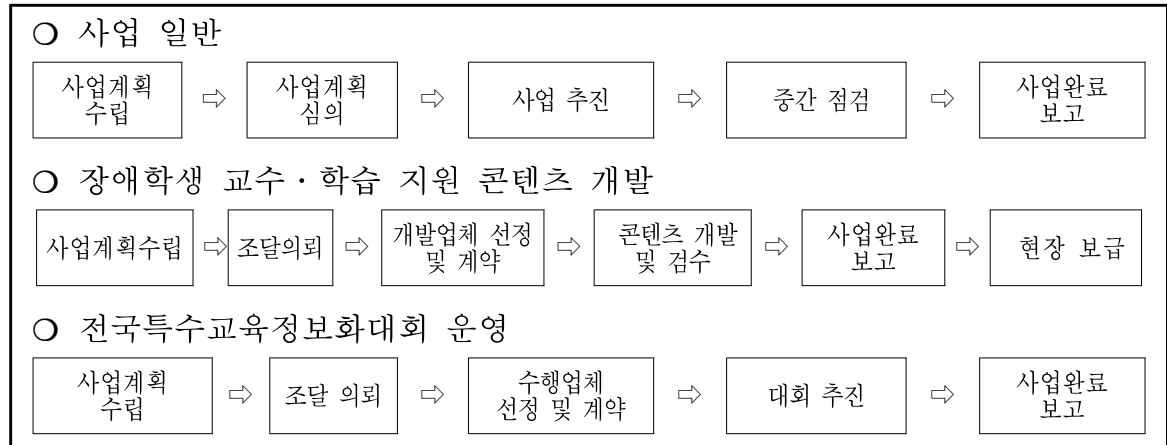 ❍ 사업 일반
사업계획
수립
⇨
사업계획
심의
⇨
사업 추진
⇨
중간 점검
⇨
사업완료
보고
❍ 장애학생 교수·학습 지원 콘텐츠 개발
사업계획수립
⇨
조달의뢰
⇨
개발업체 선정
및 계약
⇨
콘텐츠 개발
및 검수
⇨
사업완료
보고
⇨
현장 보급
❍ 전국특수교육정보화대회 운영
사업계획
수립
⇨
조달 의뢰
⇨
수행업체
선정 및 계약
⇨
대회 추진
⇨
사업완료
보고